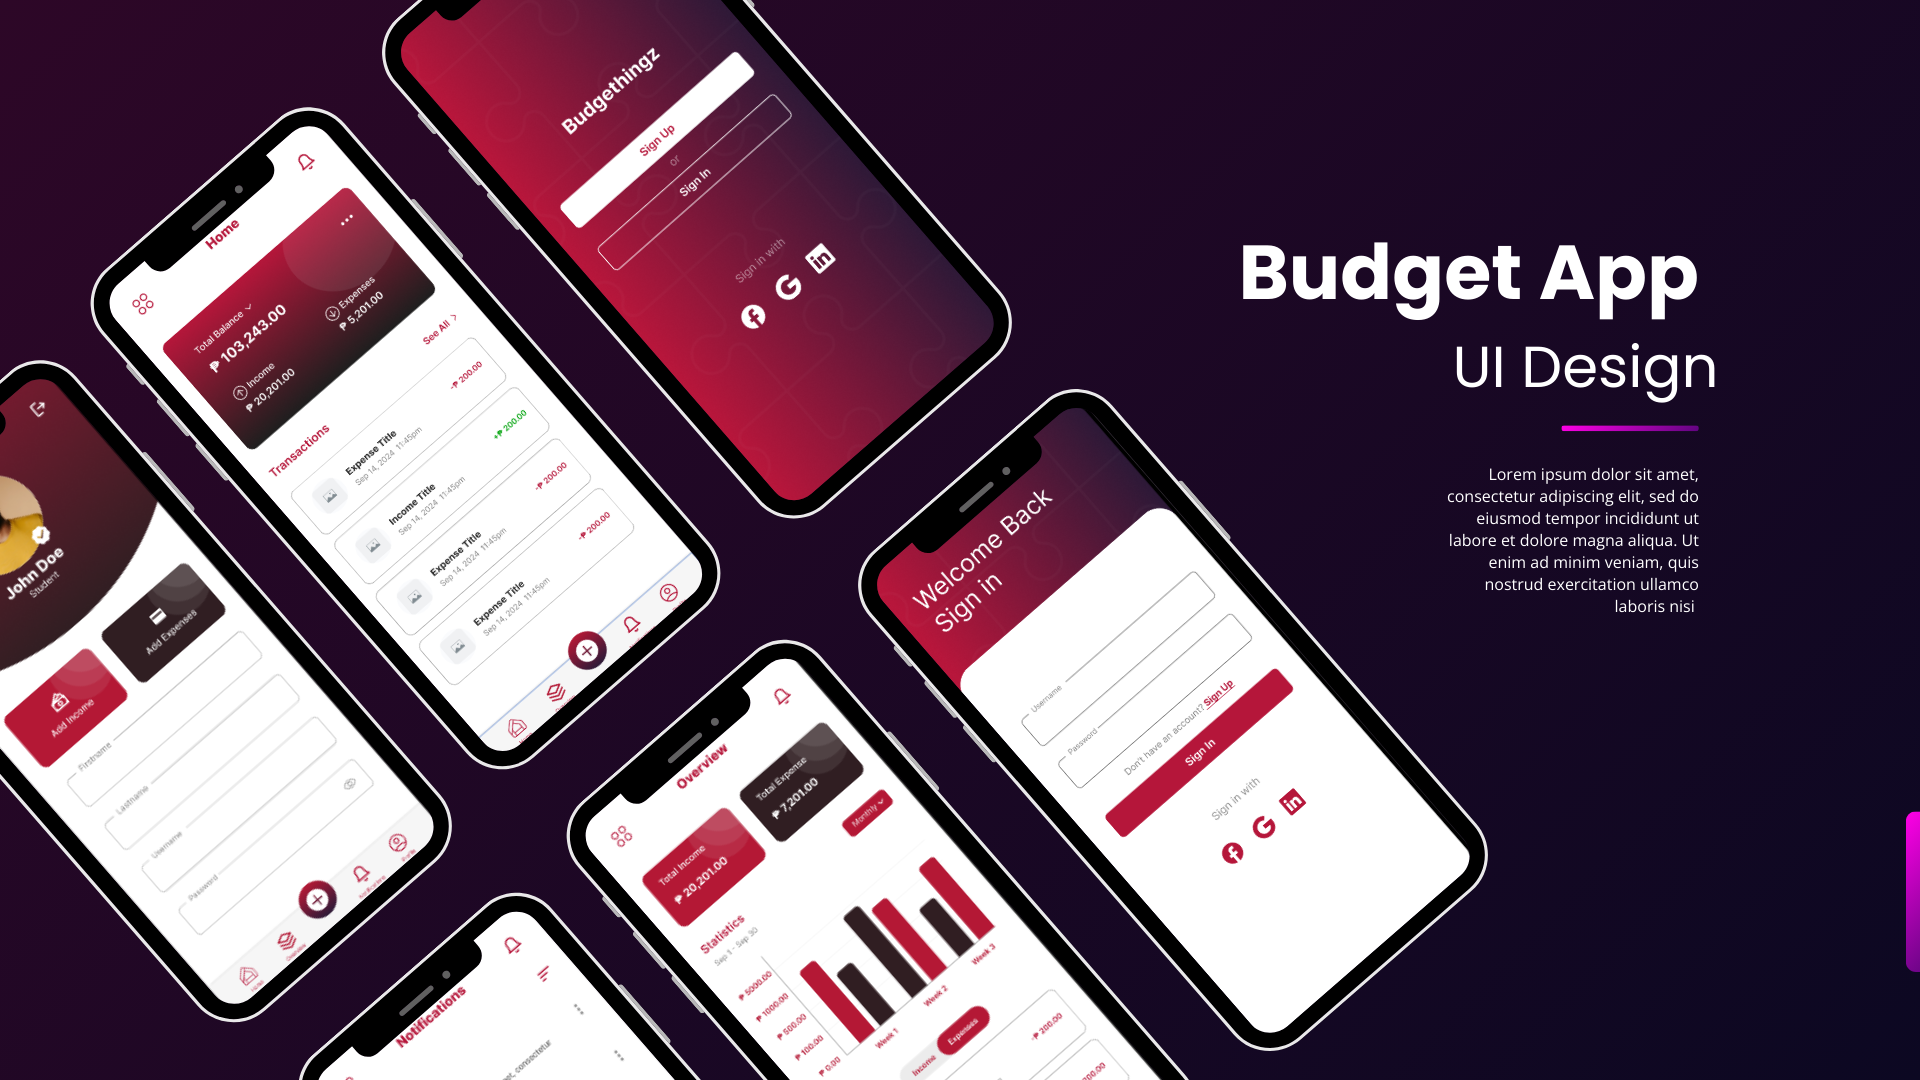 Budgethingz
Sign Up
or
Sign In
Sign in with
Home
Total Balance
₱ 103,243.00
Income
₱ 20,201.00
Expenses
₱ 5,201.00
Transactions
See All
Expense Title
Sep 14, 2024 11:45pm
-₱ 200.00
Income Title
Sep 14, 2024 11:45pm
+₱ 200.00
Expense Title
Sep 14, 2024 11:45pm
-₱ 200.00
Expense Title
Sep 14, 2024 11:45pm
-₱ 200.00
John Doe
Student
Add Income
Add Expenses
Firstname
Lastname
Username
Password
Notifications
consectetur
Overview
Total Income
₱ 20,201.00
Total Expense
₱ 7,201.00
Monthly
Statistics
Sep 1 - Sep 30
₱ 5000.00
₱ 1000.00
₱ 500.00
₱ 100.00
₱ 0.00
Week 1
Week 2
Week 3
Income
Expenses
-₱ 200.00
Welcome Back
Sign in
Username
Password
Don't have an account? Sign Up
Sign In
Sign in with
Budget App
UI Design
Lorem ipsum dolor sit amet,
consectetur adipiscing elit, sed do
eiusmod tempor incididunt ut
labore et dolore magna aliqua. Ut
enim ad minim veniam, quis
nostrud exercitation ullamco
laboris nisi